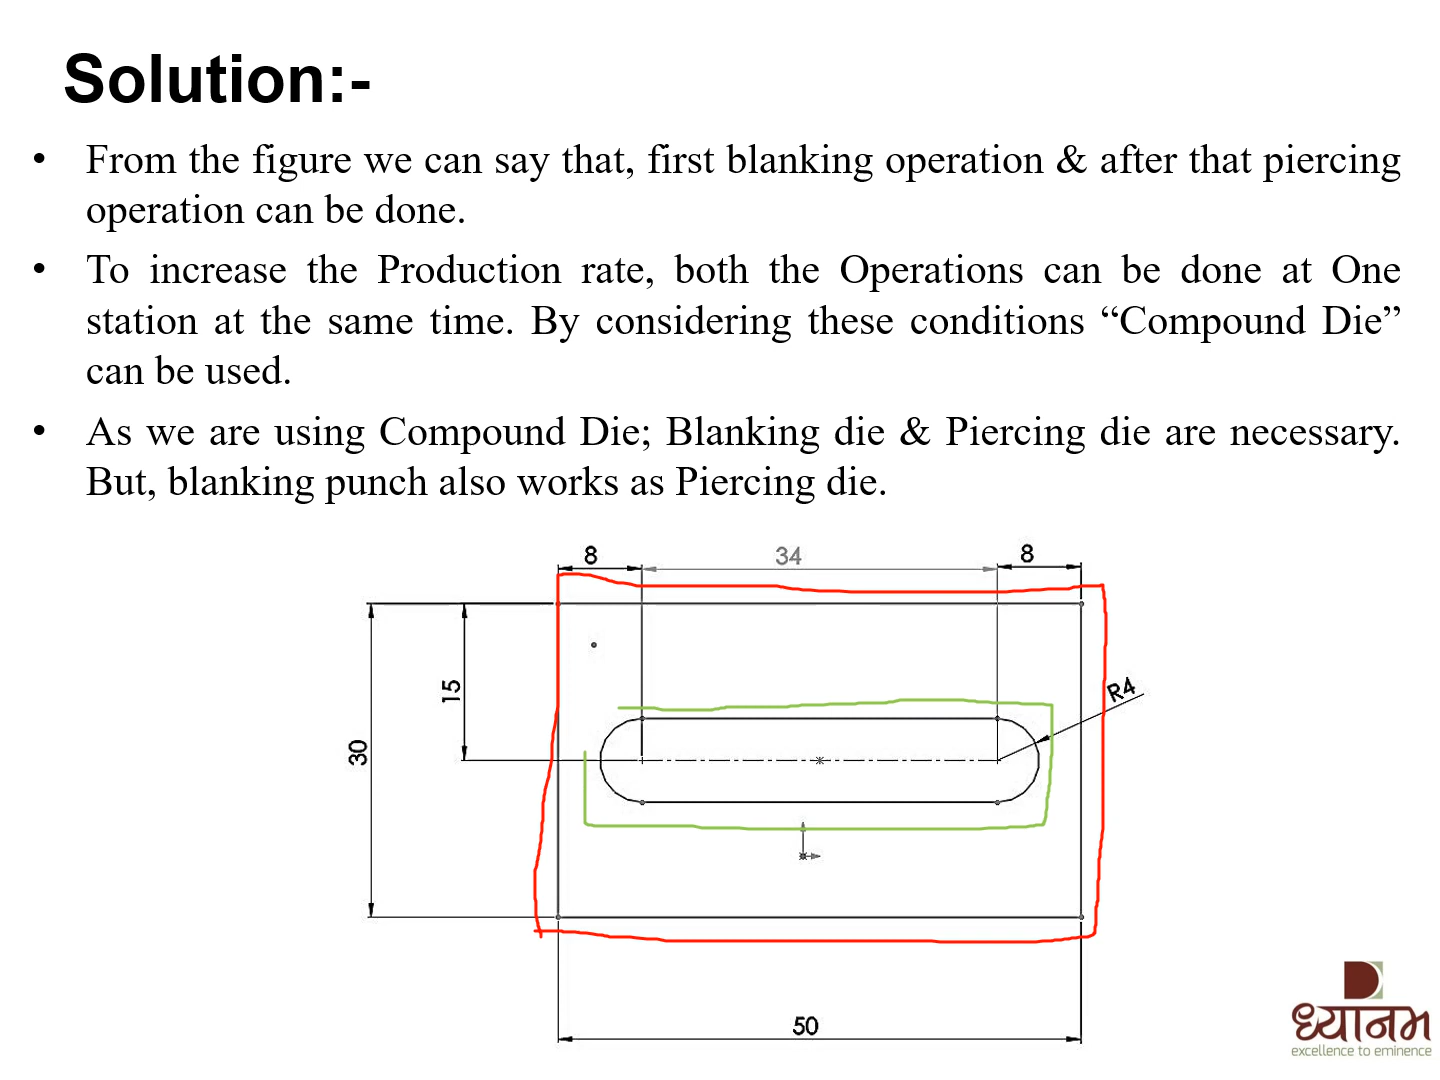 Solution:-
• From the figure we can say that, first blanking operation & after that piercing
operation can be done.
• To increase the Production rate, both the Operations can be done at One
station at the same time. By considering these conditions “Compound Die”
can be used.
• As we are using Compound Die; Blanking die & Piercing die are necessary.
But, blanking punch also works as Piercing die.
8 34 8
15
R4
30
50
ध्यानम
excellence to eminence